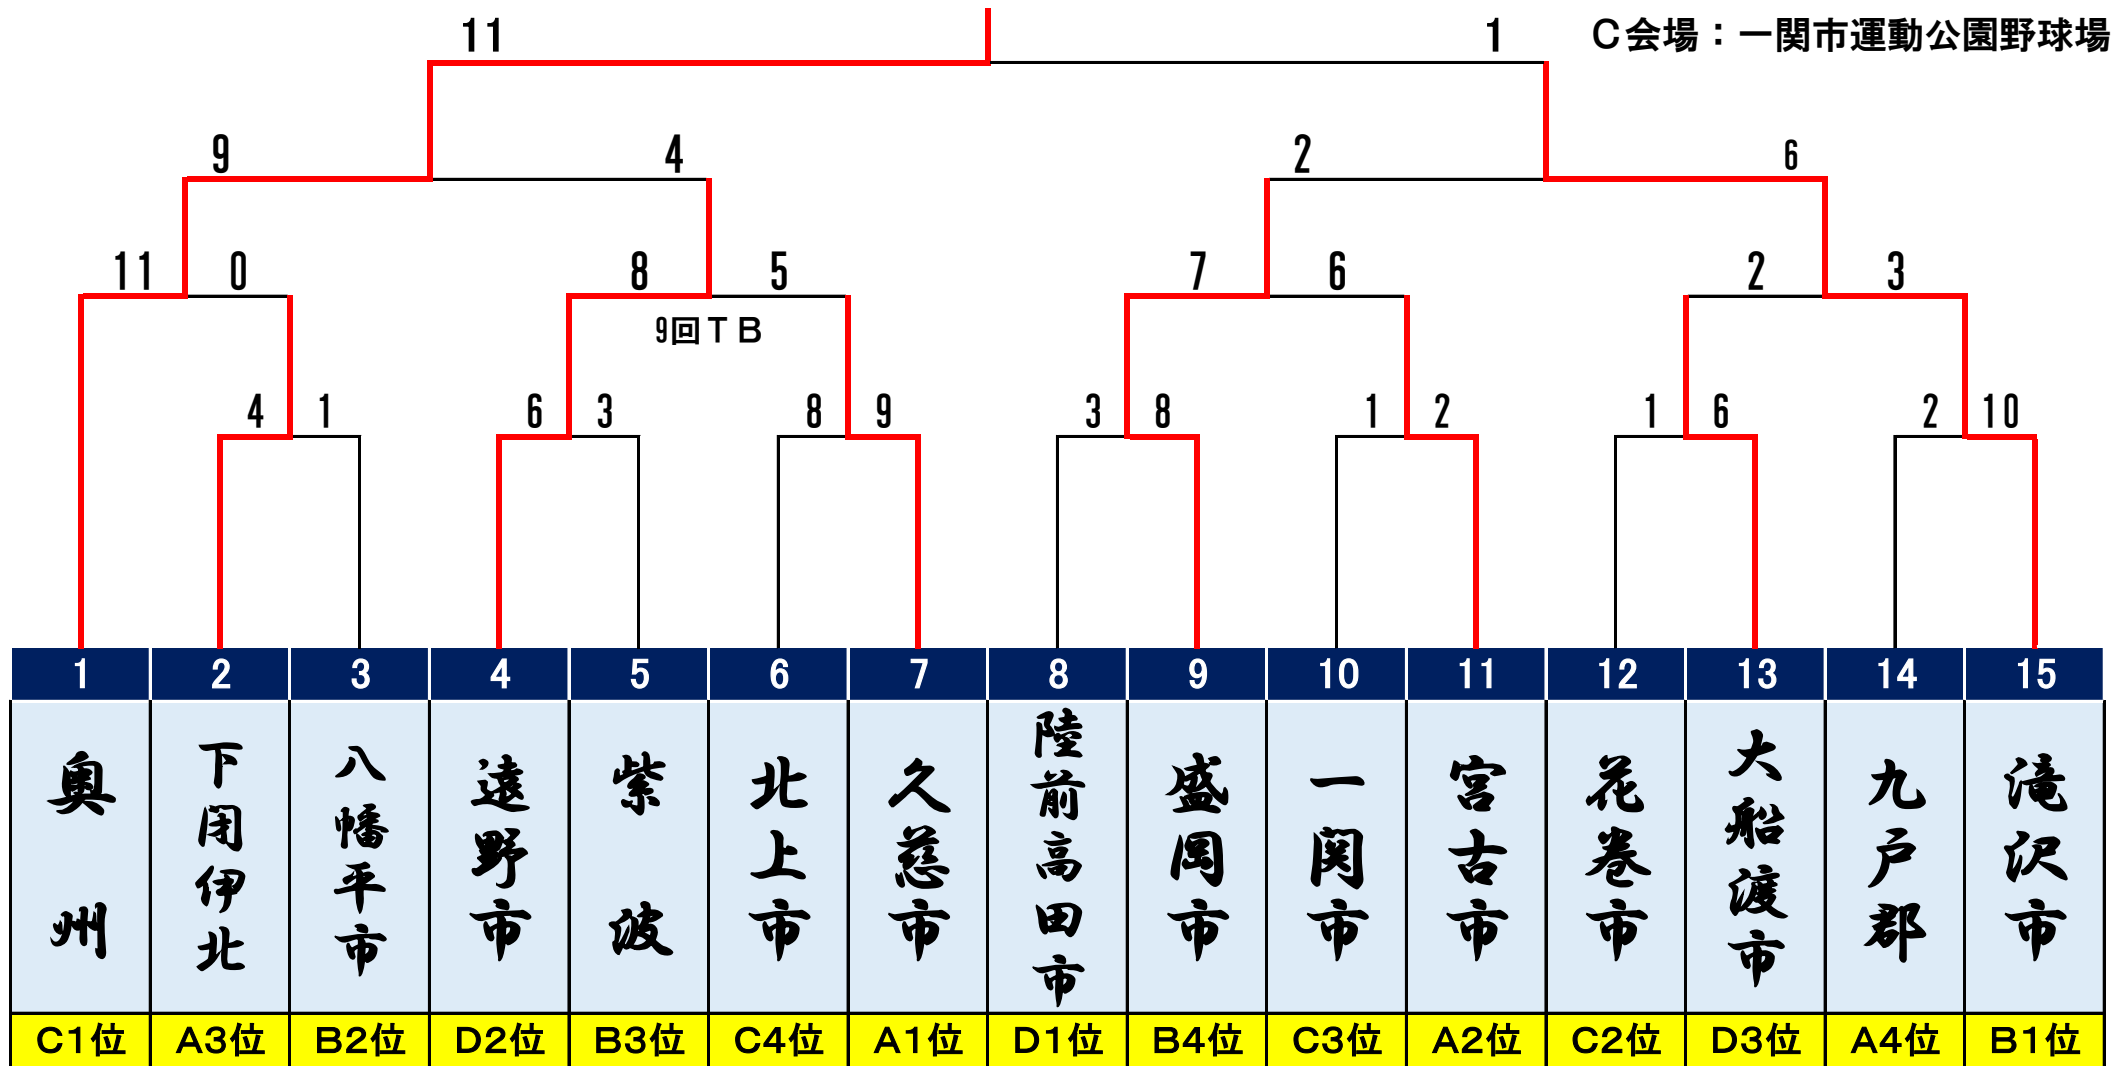 11
1
C会場：一関市運動公園野球場
9
4
2
6
11
0
8
5
7
6
2
3
9回ＴＢ
4
1
6
3
8
9
3
8
1
2
1
6
2
10
1
2
3
4
5
6
7
8
9
10
11
12
13
14
15
奥州
下閉伊北
八幡平市
遠野市
紫波
北上市
久慈市
陸前高田市
盛岡市
一関市
宮古市
花巻市
大船渡市
九戸郡
滝沢市
C1位
A3位
B2位
D2位
B3位
C4位
A1位
D1位
B4位
C3位
A2位
C2位
D3位
A4位
B1位